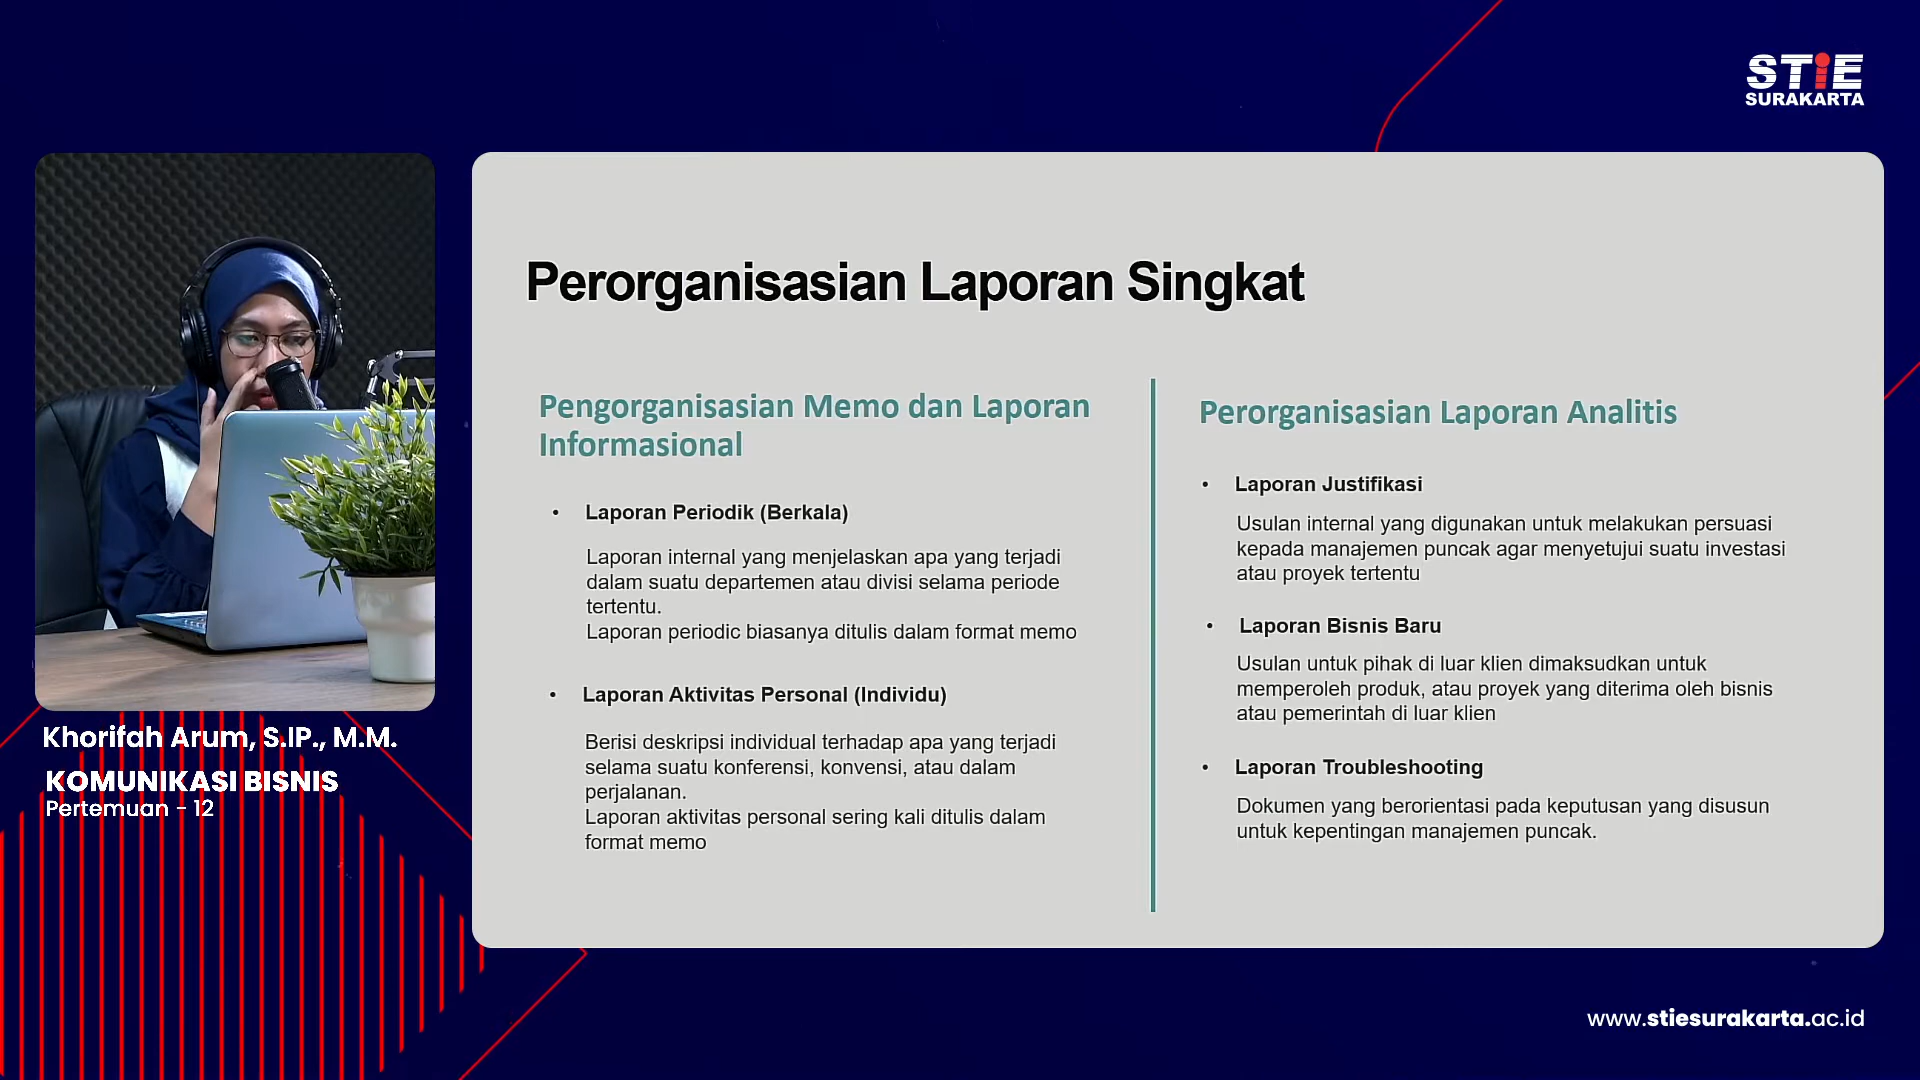 STiE
SURAKARTA
Perorganisasian Laporan Singkat
Pengorganisasian Memo dan Laporan
Informasional
• Laporan Periodik (Berkala)
Laporan internal yang menjelaskan apa yang terjadi
dalam suatu departemen atau divisi selama periode
tertentu.
Laporan periodic biasanya ditulis dalam format memo
• Laporan Aktivitas Personal (Individu)
Berisi deskripsi individual terhadap apa yang terjadi
selama suatu konferensi, konvensi, atau dalam
perjalanan.
Laporan aktivitas personal sering kali ditulis dalam
format memo
Perorganisasian Laporan Analitis
• Laporan Justifikasi
Usulan internal yang digunakan untuk melakukan persuasi
kepada manajemen puncak agar menyetujui suatu investasi
atau proyek tertentu
• Laporan Bisnis Baru
Usulan untuk pihak di luar klien dimaksudkan untuk
memperoleh produk, atau proyek yang diterima oleh bisnis
atau pemerintah di luar klien
• Laporan Troubleshooting
Dokumen yang berorientasi pada keputusan yang disusun
untuk kepentingan manajemen puncak.
Khorifah Arum, S.IP., M.M.
KOMUNIKASI BISNIS
Pertemuan - 12
www.stiesurakarta.ac.id